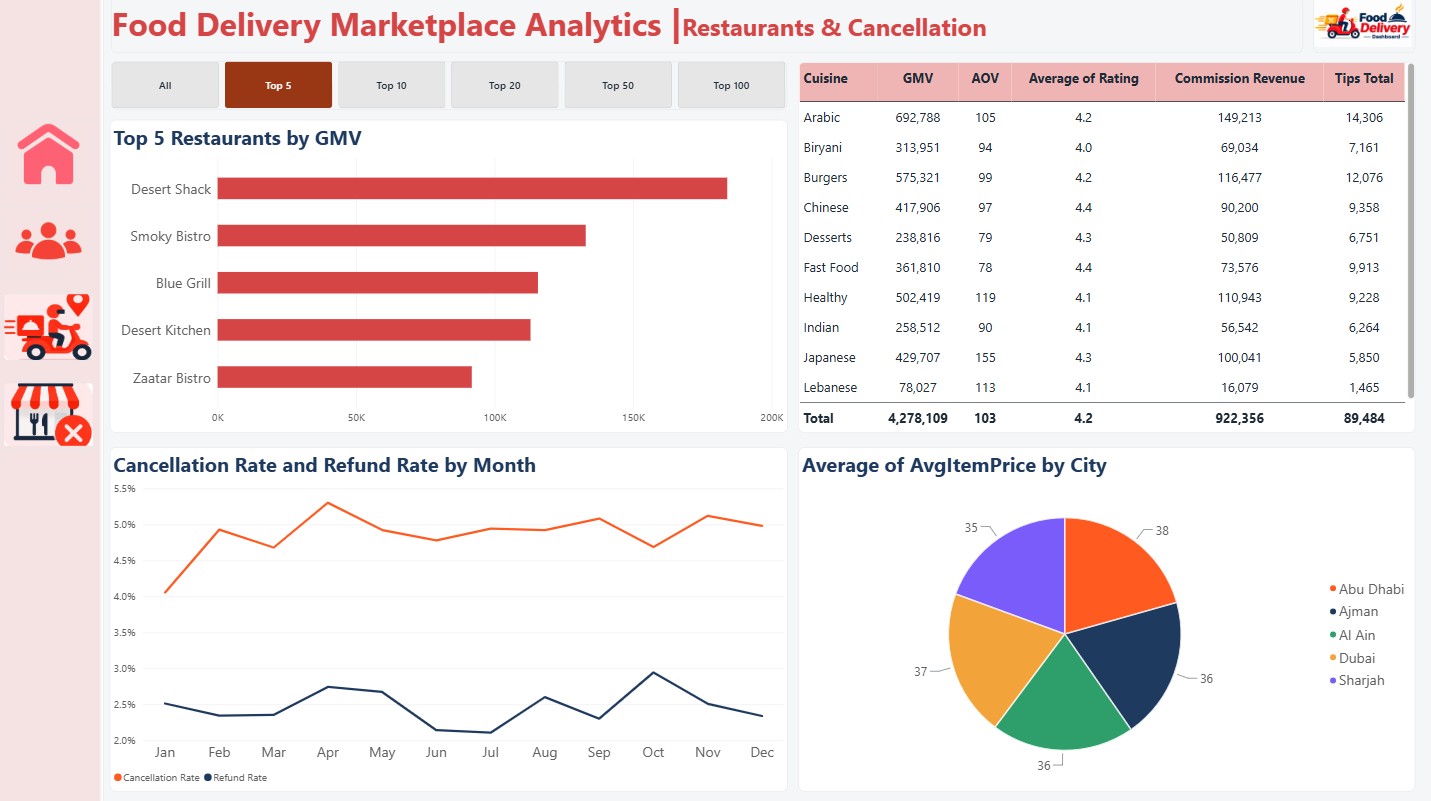 Food Delivery Marketplace Analytics |Restaurants & Cancellation
Food
Delivery
Dashboard
All Top 5 Top 10 Top 20 Top 50 Top 100
Top 5 Restaurants by GMV
Desert Shack
Smoky Bistro
Blue Grill
Desert Kitchen
Zaatar Bistro
0K 50K 100K 150K 200K
Cuisine GMV AOV Average of Rating Commission Revenue Tips Total
Arabic 692,788 105 4.2 149,213 14,306
Biryani 313,951 94 4.0 69,034 7,161
Burgers 575,321 99 4.2 116,477 12,076
Chinese 417,906 97 4.4 90,200 9,358
Desserts 238,816 79 4.3 50,809 6,751
Fast Food 361,810 78 4.4 73,576 9,913
Healthy 502,419 119 4.1 110,943 9,228
Indian 258,512 90 4.1 56,542 6,264
Japanese 429,707 155 4.3 100,041 5,850
Lebanese 78,027 113 4.1 16,079 1,465
Total 4,278,109 103 4.2 922,356 89,484
Cancellation Rate and Refund Rate by Month
5.5%
5.0%
4.5%
4.0%
3.5%
3.0%
2.5%
2.0%
Jan Feb Mar Apr May Jun Jul Aug Sep Oct Nov Dec
Cancellation Rate Refund Rate
Average of AvgItemPrice by City
35
38
37
36
36
Abu Dhabi
Ajman
Al Ain
Dubai
Sharjah